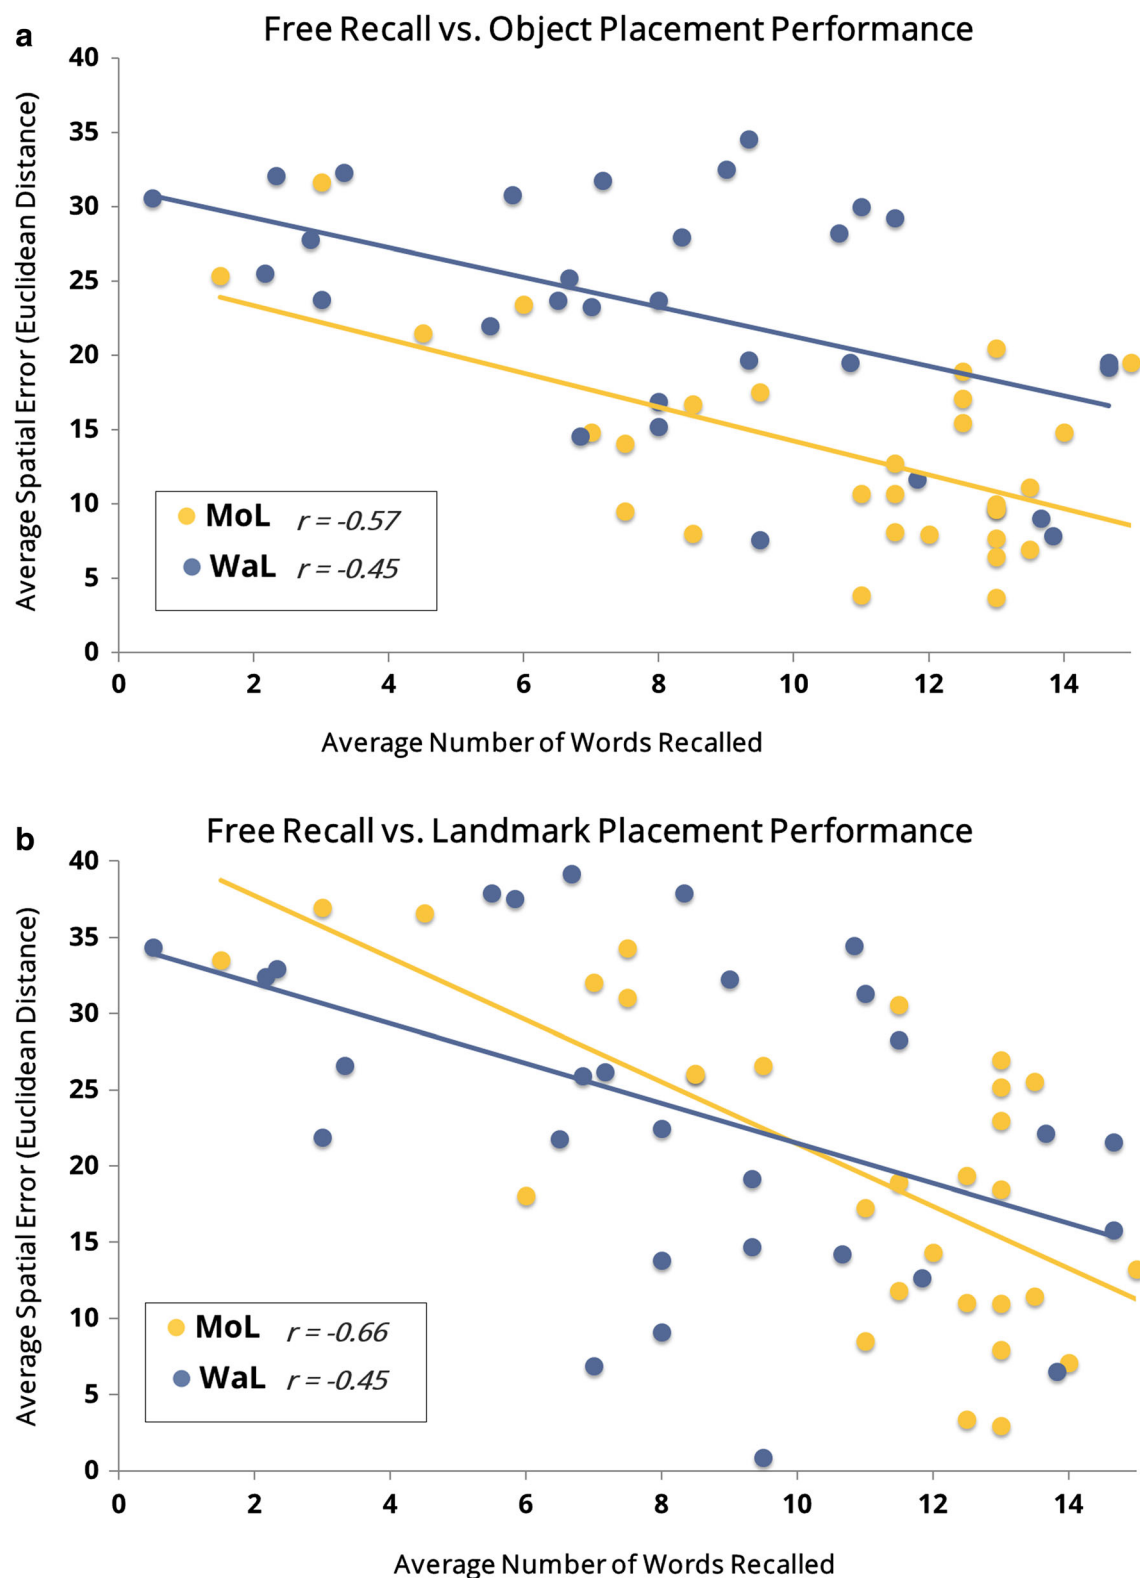 a
Free Recall vs. Object Placement Performance
Average Spatial Error (Euclidean Distance)
40
35
30
25
20
15
10
5
0
MoL r = -0.57
WaL r = -0.45
0 2 4 6 8 10 12 14
Average Number of Words Recalled
b
Free Recall vs. Landmark Placement Performance
Average Spatial Error (Euclidean Distance)
40
35
30
25
20
15
10
5
0
MoL r = -0.66
WaL r = -0.45
0 2 4 6 8 10 12 14
Average Number of Words Recalled